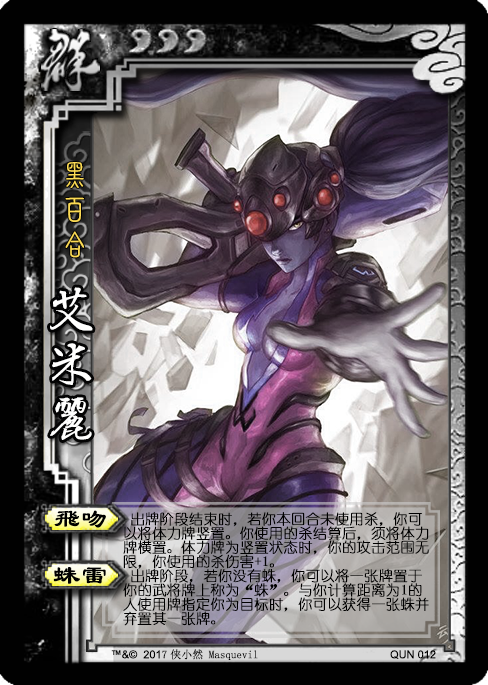 群
黑百合
艾米麗
飛吻
出牌阶段结束时，若你本回合未使用杀，你可
以将体力牌竖置。你使用的杀结算后，须将体力
牌横置。体力牌为竖置状态时，你的攻击范围无
限，你使用的杀伤害+1。
蛛雷
出牌阶段，若你没有蛛，你可以将一张牌置于
你的武将牌上称为“蛛”。与你计算距离为1的
人使用牌指定你为目标时，你可以获得一张蛛并
弃置其一张牌。
云
™&© 2017 侠小然 Masquevil
QUN 012